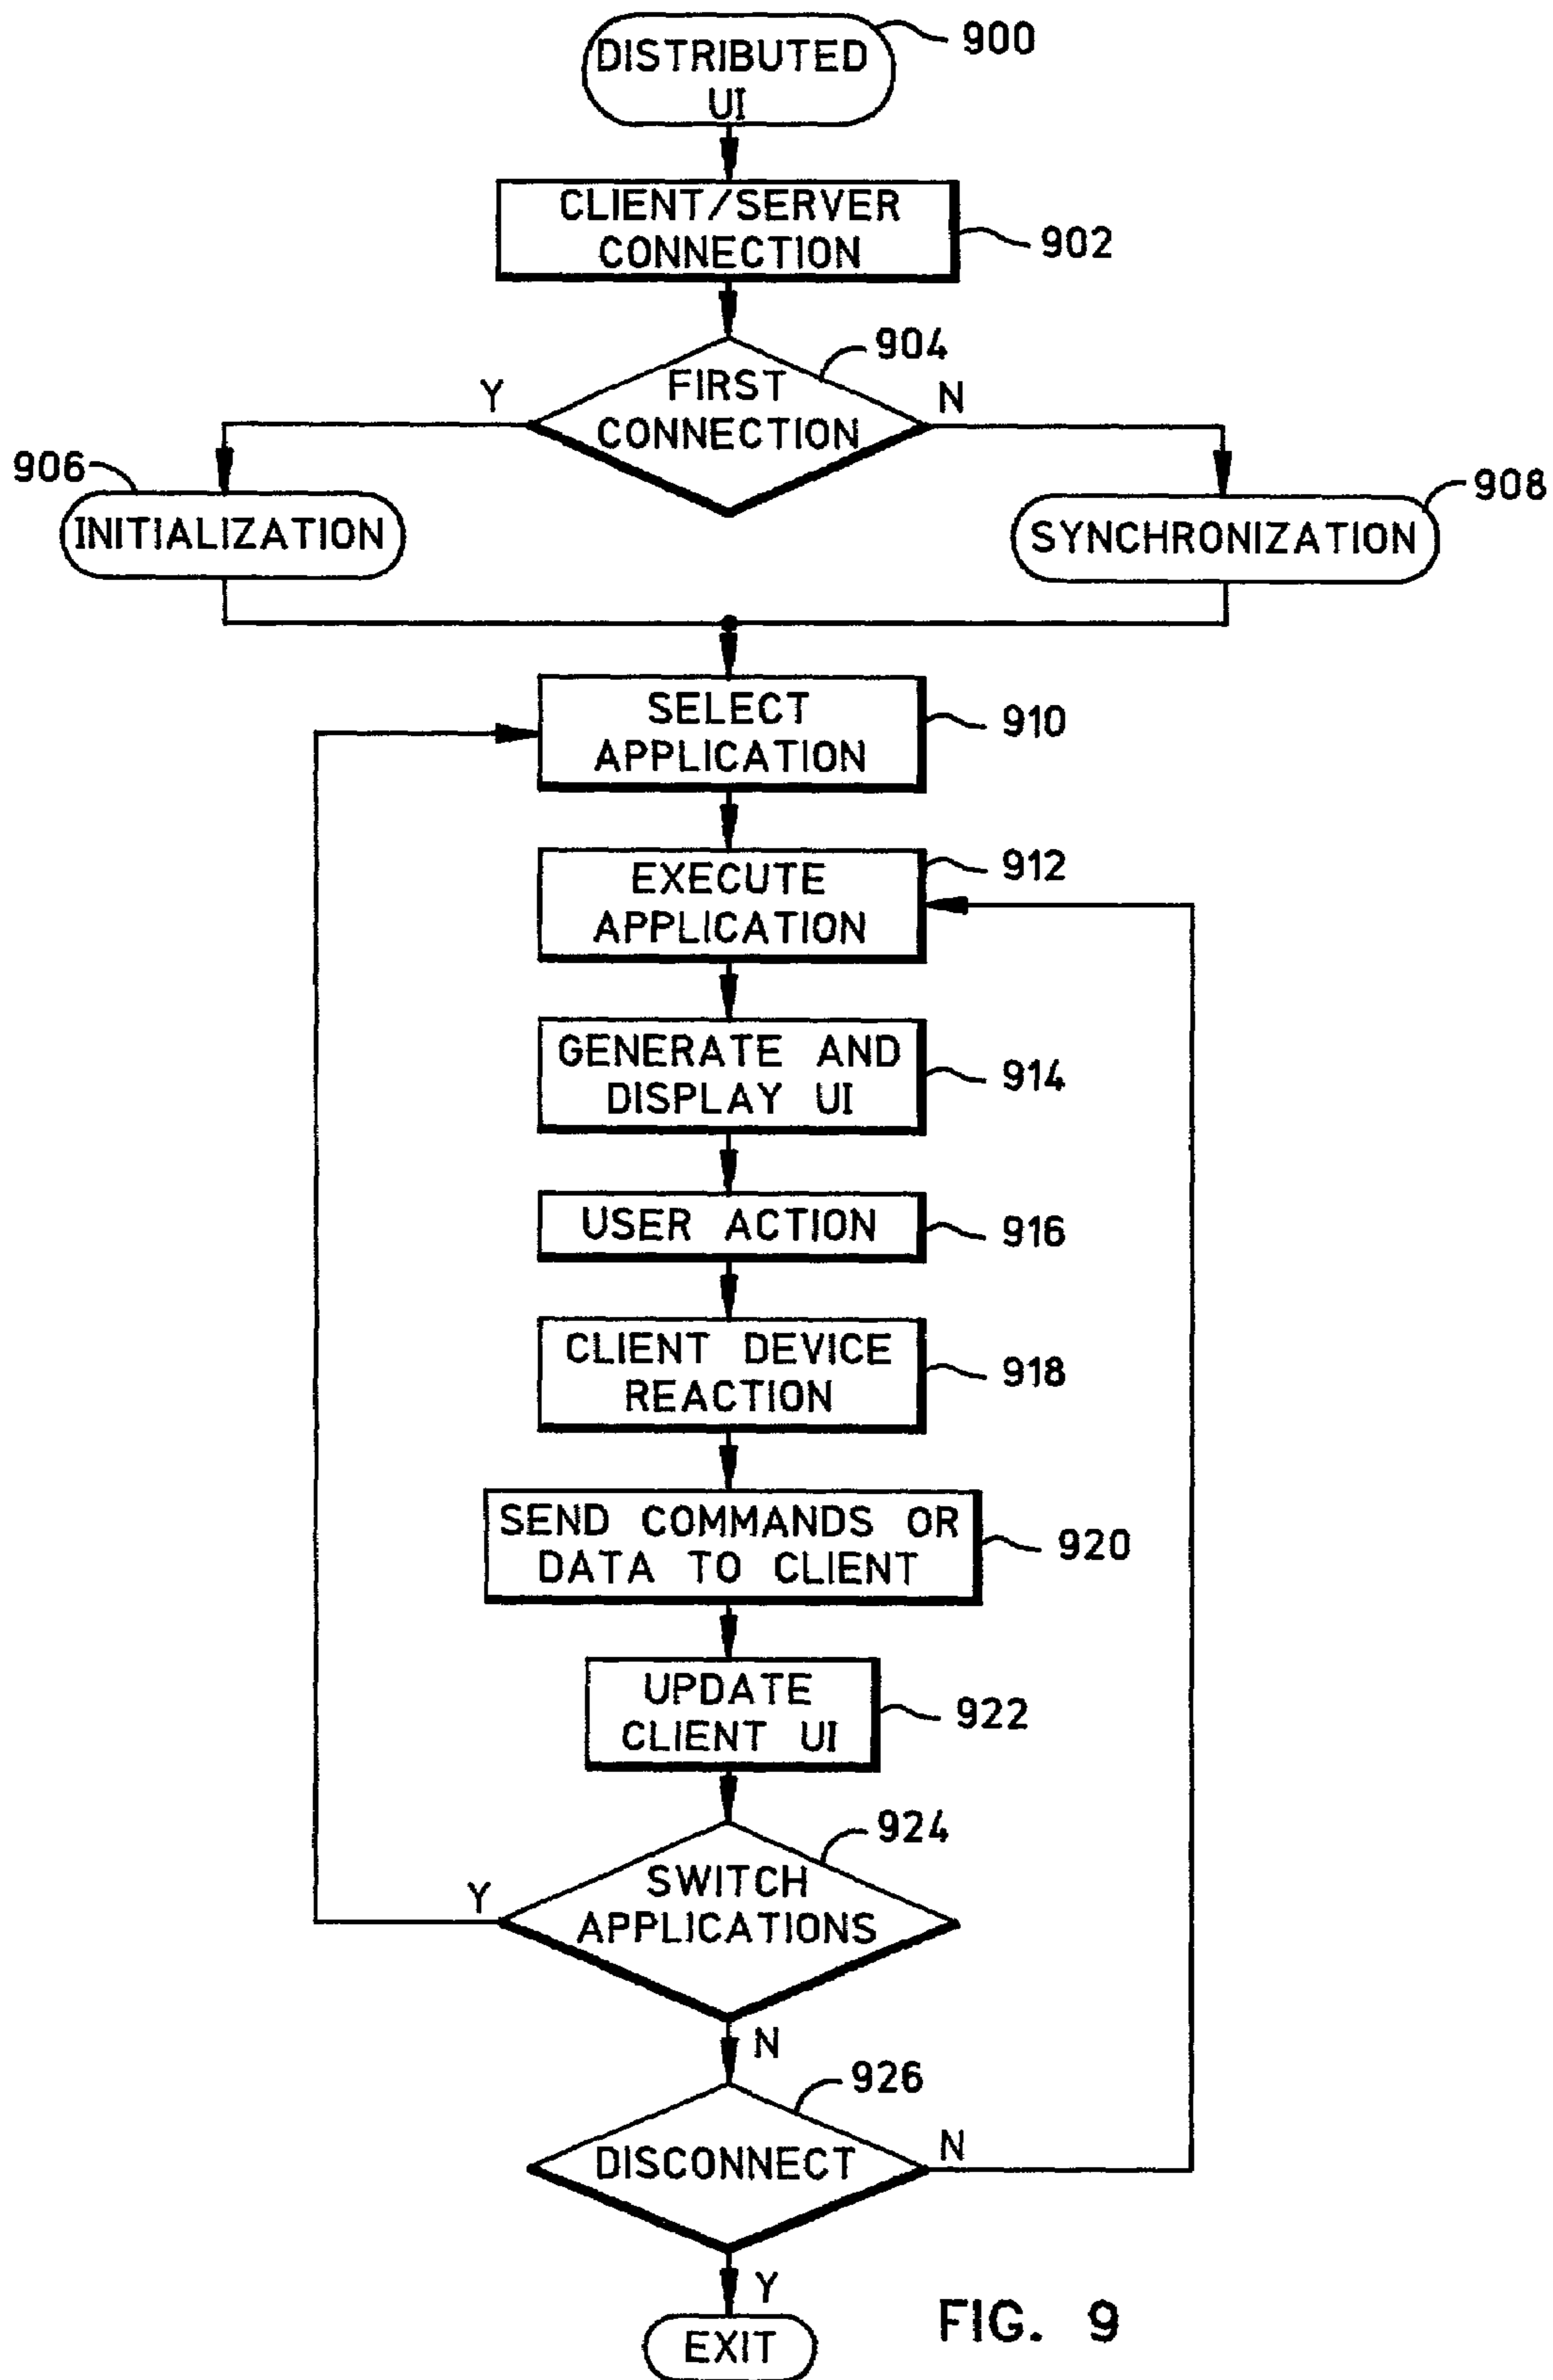 DISTRIBUTED
UI
900
CLIENT/SERVER
CONNECTION
902
904
FIRST
CONNECTION
Y
N
906
INITIALIZATION
908
SYNCHRONIZATION
SELECT
APPLICATION
910
EXECUTE
APPLICATION
912
GENERATE AND
DISPLAY UI
914
USER ACTION
916
CLIENT DEVICE
REACTION
918
SEND COMMANDS OR
DATA TO CLIENT
920
UPDATE
CLIENT UI
922
924
SWITCH
APPLICATIONS
Y
N
926
DISCONNECT
N
Y
EXIT
FIG. 9